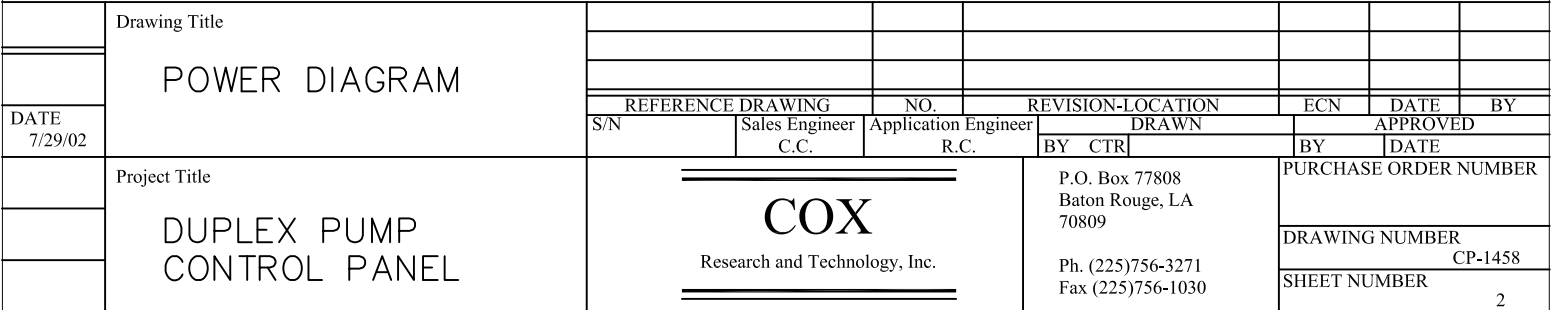 Drawing Title
POWER DIAGRAM
REFERENCE DRAWING NO. REVISION-LOCATION ECN DATE BY
DATE
7/29/02
S/N Sales Engineer Application Engineer DRAWN APPROVED
C.C. R.C. BY CTR BY DATE
Project Title
DUPLEX PUMP
CONTROL PANEL
COX
Research and Technology, Inc.
P.O. Box 77808
Baton Rouge, LA
70809
Ph. (225)756-3271
Fax (225)756-1030
PURCHASE ORDER NUMBER
DRAWING NUMBER
CP-1458
SHEET NUMBER
2